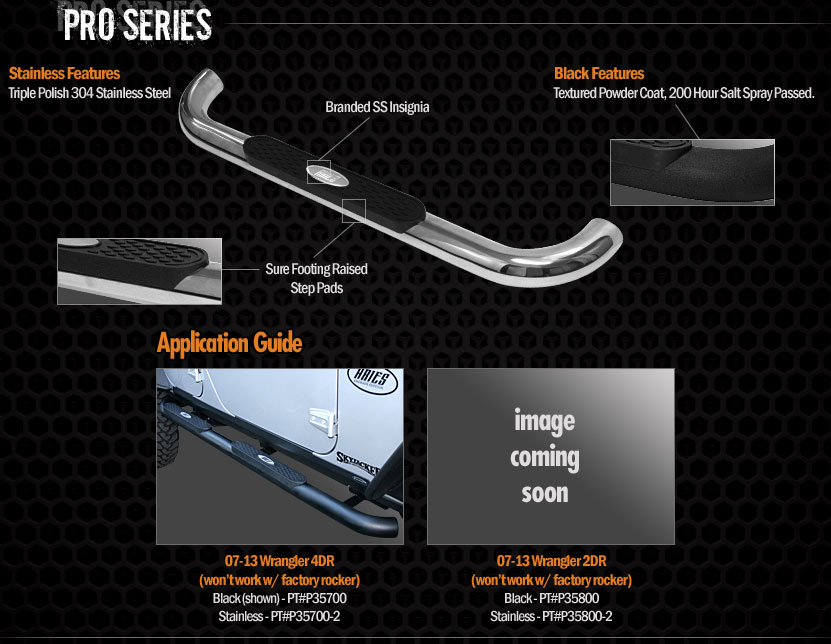 PRO SERIES
Stainless Features
Triple Polish 304 Stainless Steel
Branded SS Insignia
Black Features
Textured Powder Coat, 200 Hour Salt Spray Passed.
ARIES
Sure Footing Raised
Step Pads
Application Guide
ARIES
SKYJACKER
image
coming
soon
07-13 Wrangler 4DR
(won't work w/ factory rocker)
Black (shown) - PT#P35700
Stainless - PT#P35700-2
07-13 Wrangler 2DR
(won't work w/ factory rocker)
Black - PT#P35800
Stainless - PT#P35800-2